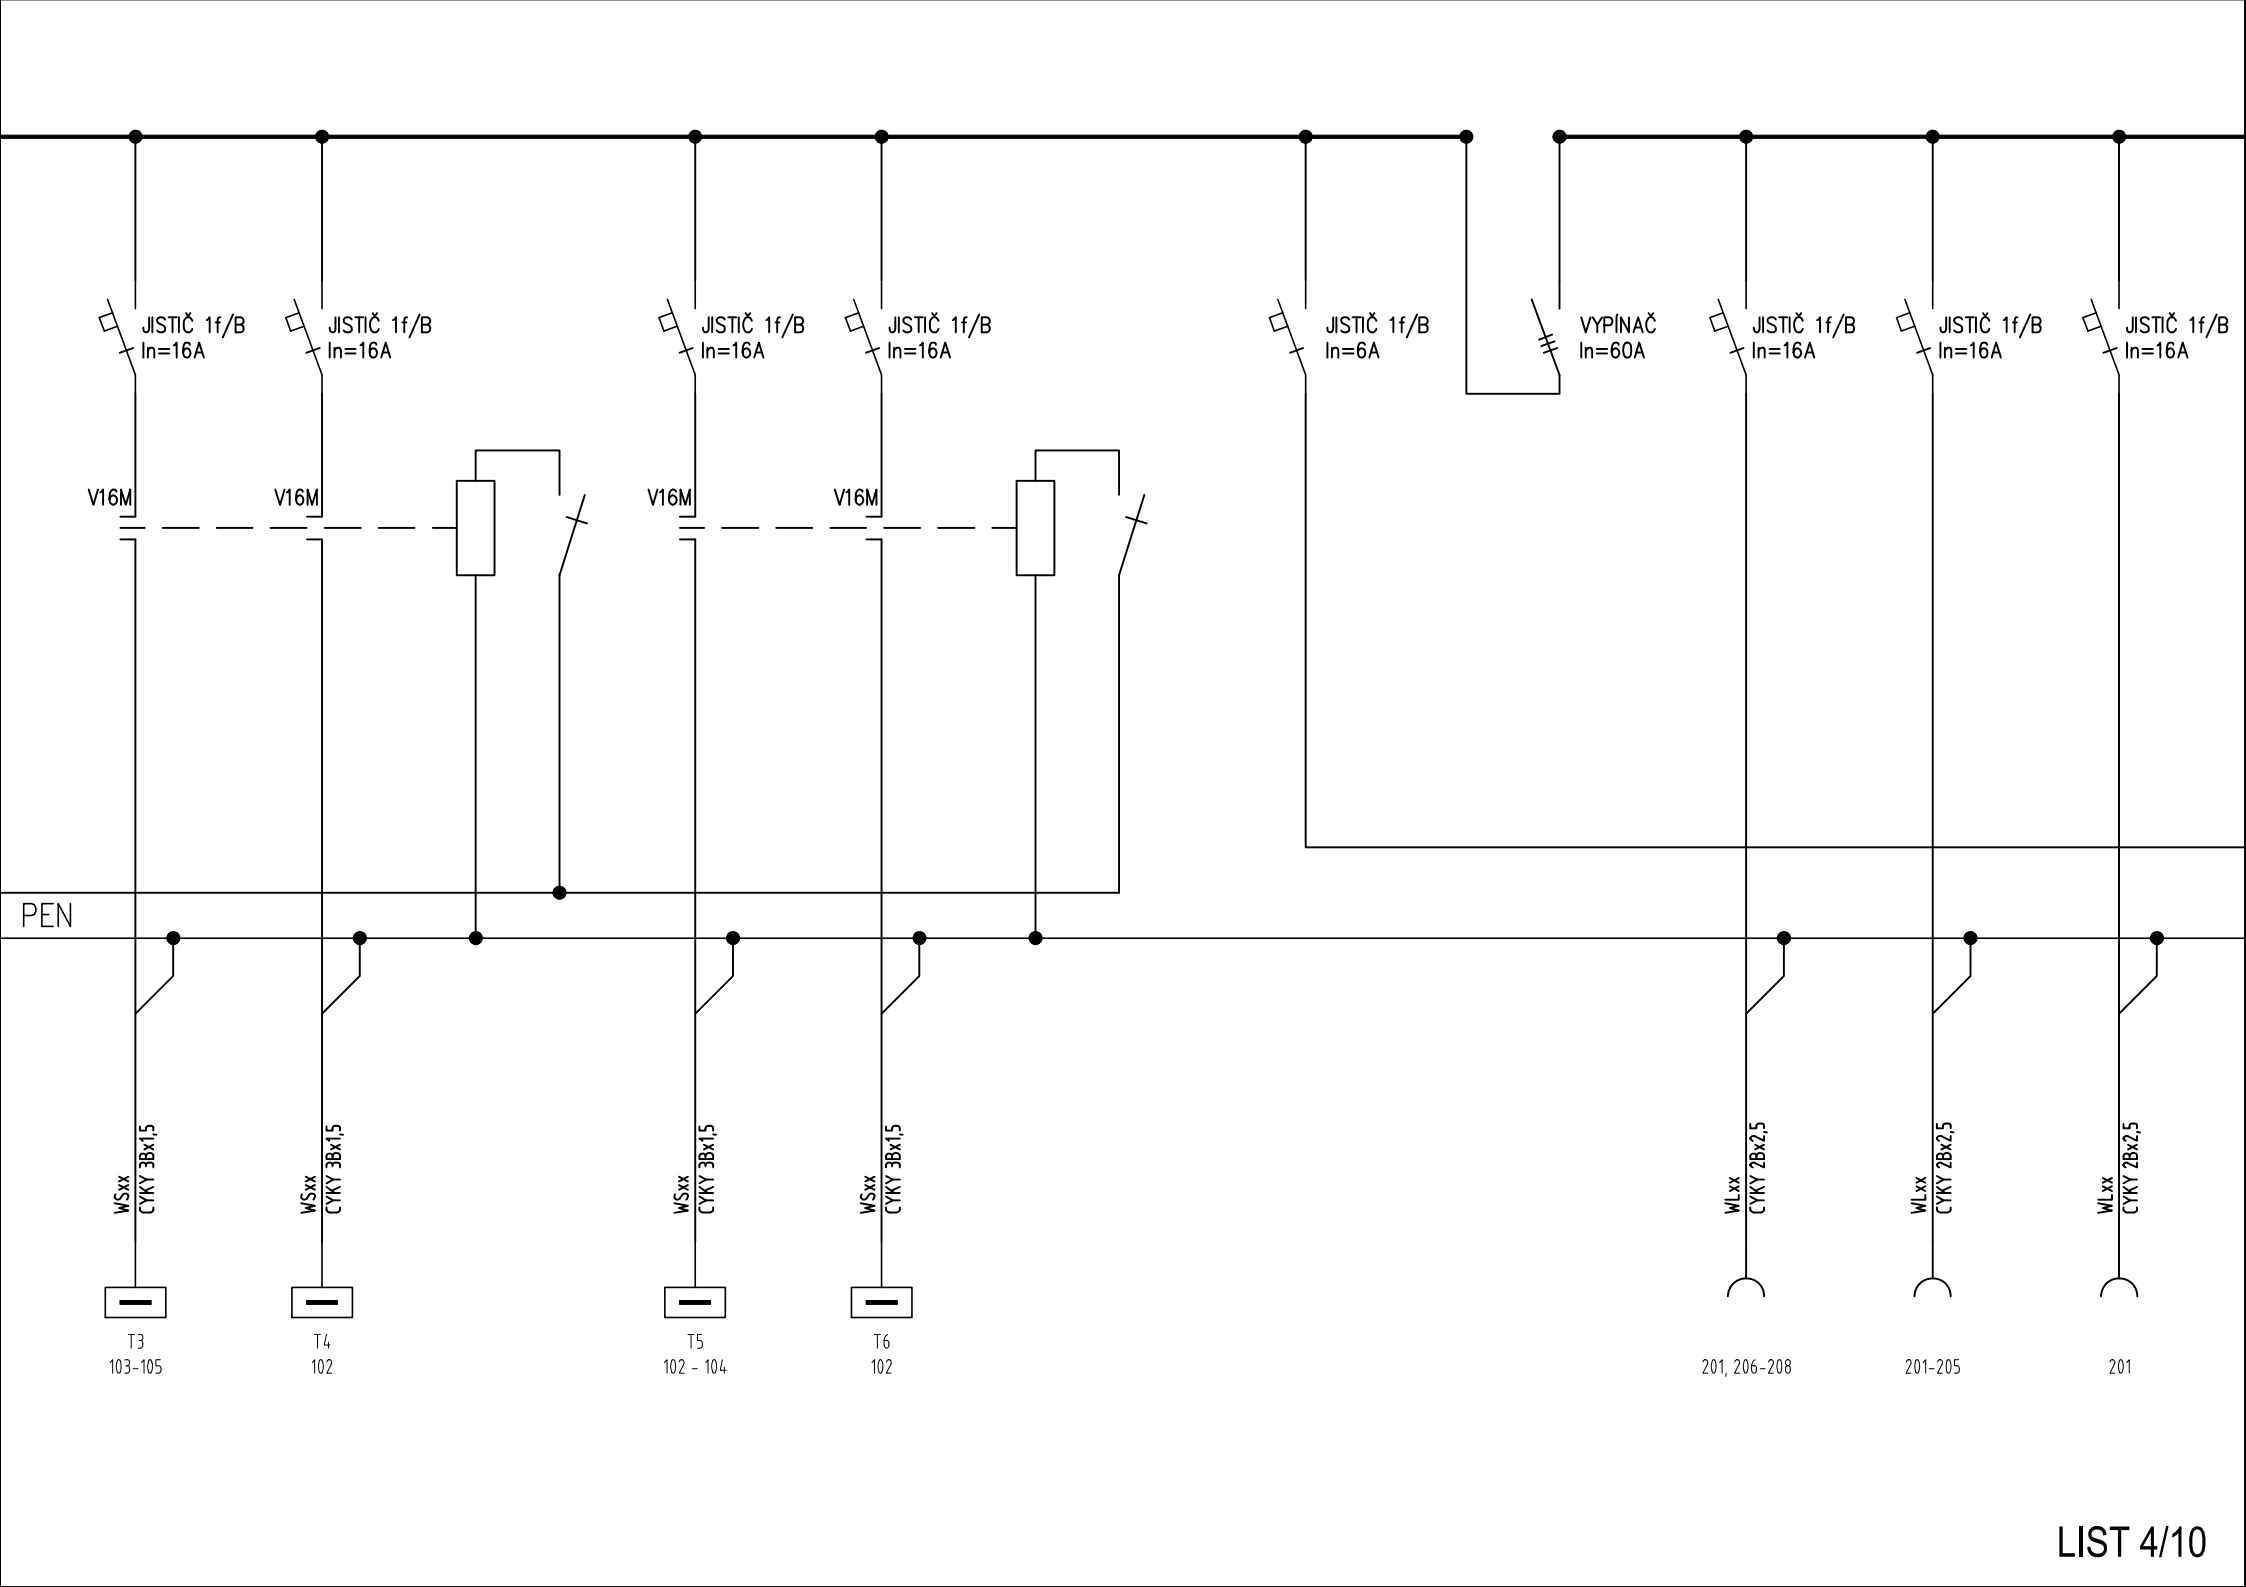 JISTIČ 1f/B
In=16A
JISTIČ 1f/B
In=16A
JISTIČ 1f/B
In=16A
JISTIČ 1f/B
In=16A
JISTIČ 1f/B
In=6A
VYPÍNAČ
In=60A
JISTIČ 1f/B
In=16A
JISTIČ 1f/B
In=16A
JISTIČ 1f/B
In=16A
V16M
V16M
V16M
V16M
PEN
WSxx
CYKY 3Bx1,5
WSxx
CYKY 3Bx1,5
WSxx
CYKY 3Bx1,5
WSxx
CYKY 3Bx1,5
WLxx
CYKY 2Bx2,5
WLxx
CYKY 2Bx2,5
WLxx
CYKY 2Bx2,5
T3
103-105
T4
102
T5
102 - 104
T6
102
201, 206-208
201-205
201
LIST 4/10